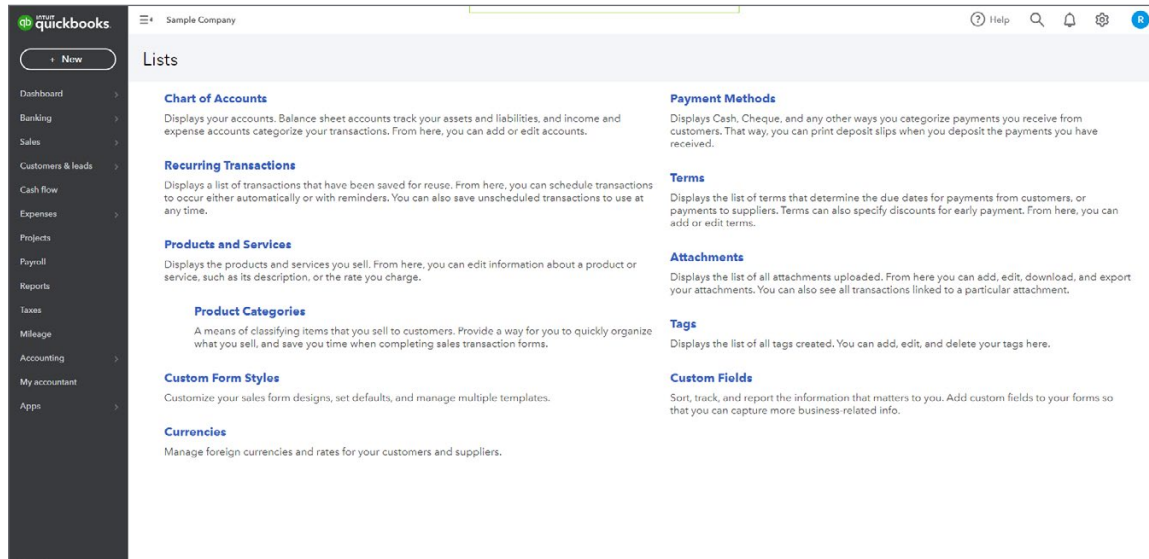 qb INTUIT quickbooks.
+ New
Dashboard
Banking
Sales
Customers & leads
Cash flow
Expenses
Projects
Payroll
Reports
Taxes
Mileage
Accounting
My accountant
Apps
Sample Company
? Help
R
Lists
Chart of Accounts
Displays your accounts. Balance sheet accounts track your assets and liabilities, and income and
expense accounts categorize your transactions. From here, you can add or edit accounts.
Recurring Transactions
Displays a list of transactions that have been saved for reuse. From here, you can schedule transactions
to occur either automatically or with reminders. You can also save unscheduled transactions to use at
any time.
Products and Services
Displays the products and services you sell. From here, you can edit information about a product or
service, such as its description, or the rate you charge.
Product Categories
A means of classifying items that you sell to customers. Provide a way for you to quickly organize
what you sell, and save you time when completing sales transaction forms.
Custom Form Styles
Customize your sales form designs, set defaults, and manage multiple templates.
Currencies
Manage foreign currencies and rates for your customers and suppliers.
Payment Methods
Displays Cash, Cheque, and any other ways you categorize payments you receive from
customers. That way, you can print deposit slips when you deposit the payments you have
received.
Terms
Displays the list of terms that determine the due dates for payments from customers, or
payments to suppliers. Terms can also specify discounts for early payment. From here, you can
add or edit terms.
Attachments
Displays the list of all attachments uploaded. From here you can add, edit, download, and export
your attachments. You can also see all transactions linked to a particular attachment.
Tags
Displays the list of all tags created. You can add, edit, and delete your tags here.
Custom Fields
Sort, track, and report the information that matters to you. Add custom fields to your forms so
that you can capture more business-related info.